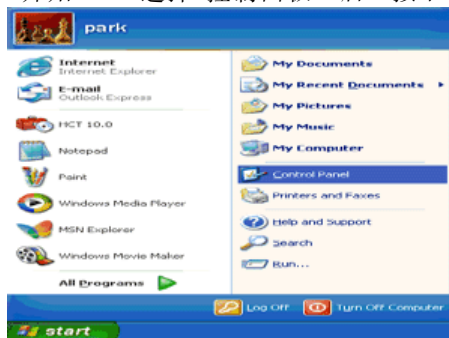 park
Internet
Internet Explorer
E-mail
Outlook Express
HCT 10.0
Notepad
Paint
Windows Media Player
MSN Explorer
Windows Movie Maker
All Programs
My Documents
My Recent Documents
My Pictures
My Music
My Computer
Control Panel
Printers and Faxes
Help and Support
Search
Run...
Log Off
Turn Off Computer
start